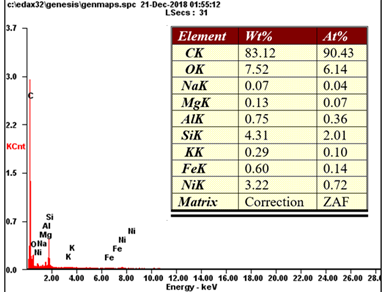 c:\edax32\genesis\genmaps.spc 21-Dec-2018 01:55:12
LSecs : 31
3.7
3.0
2.2
KCnt
1.5
0.7
0.0
C
O
Ni
Na
Mg
Al
Si
K
K
Fe
Fe
Ni
Ni
2.00 4.00 6.00 8.00 10.00 12.00 14.00 16.00 18.00 20.00 22.00 24.00 26.00 28.0
Energy - keV
Element Wt% At%
CK 83.12 90.43
OK 7.52 6.14
NaK 0.07 0.04
MgK 0.13 0.07
AlK 0.75 0.36
SiK 4.31 2.01
KK 0.29 0.10
FeK 0.60 0.14
NiK 3.22 0.72
Matrix Correction ZAF